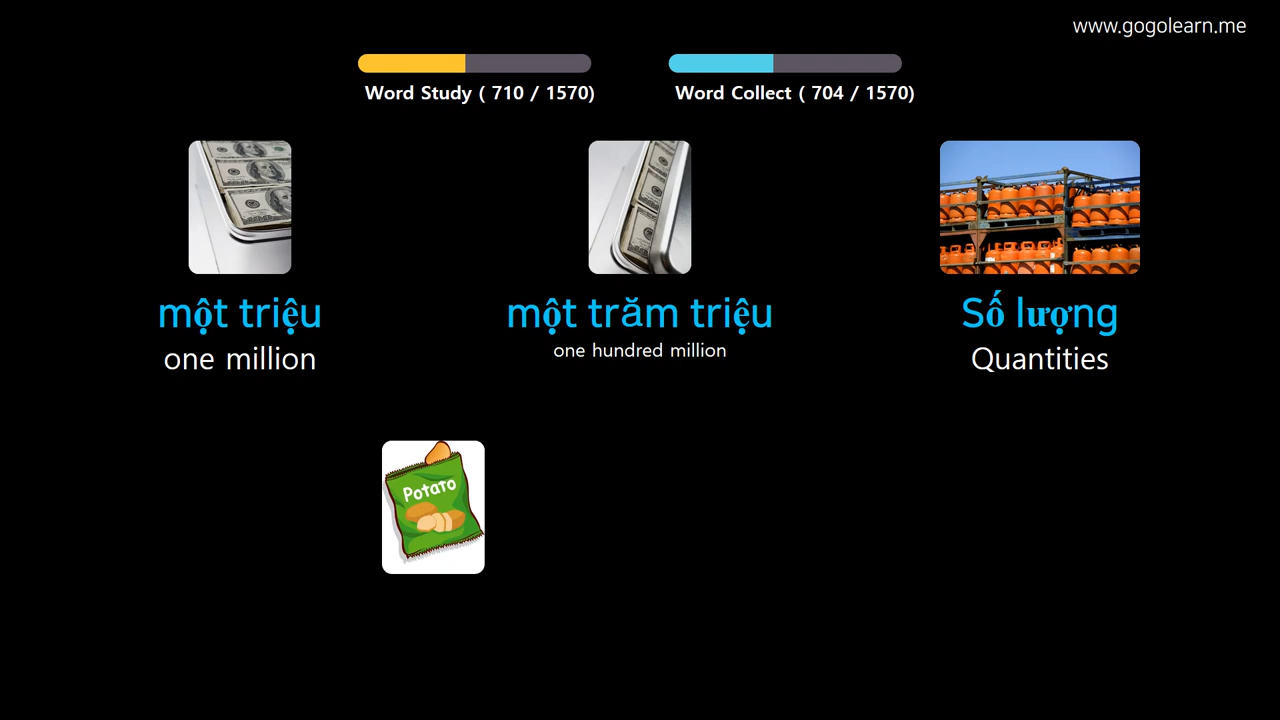 www.gogolearn.me
Word Study ( 710 / 1570)
Word Collect ( 704 / 1570)
một triệu
one million
một trăm triệu
one hundred million
Số lượng
Quantities
Potato